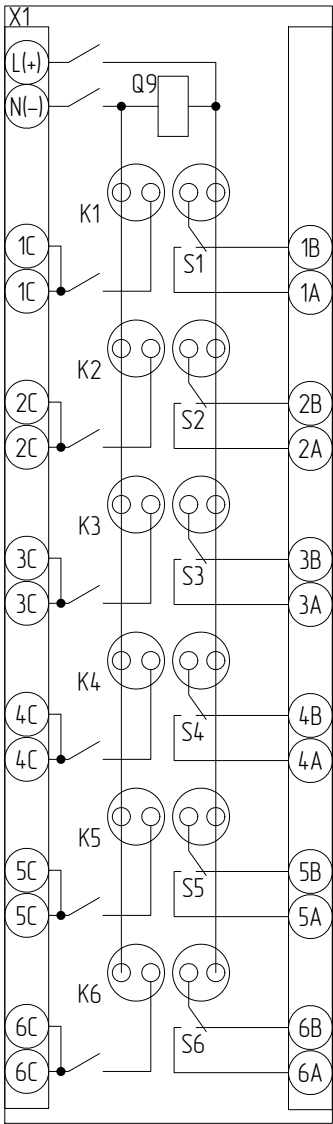 X1
L(+)
Q9
N(-)
K1
1C
S1
1B
1C
1A
K2
2C
S2
2B
2C
2A
K3
3C
S3
3B
3C
3A
K4
4C
S4
4B
4C
4A
K5
5C
S5
5B
5C
5A
K6
6C
S6
6B
6C
6A